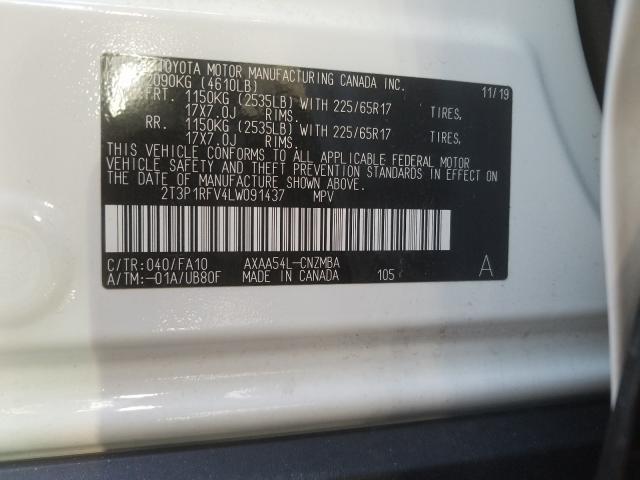 TOYOTA MOTOR MANUFACTURING CANADA INC.
090KG (4610LB) 11/19
FRT. 1150KG (2535LB) WITH 225/65R17 TIRES,
17X7.0J RIMS.
RR. 1150KG (2535LB) WITH 225/65R17 TIRES,
17X7.0J RIMS.
THIS VEHICLE CONFORMS TO ALL APPLICABLE FEDERAL MOTOR
VEHICLE SAFETY AND THEFT PREVENTION STANDARDS IN EFFECT ON
THE DATE OF MANUFACTURE SHOWN ABOVE.
2T3P1RFV4LW091437 MPV
C/TR:040/FA10 AXAA54L-CNZMBA
A/TM:-01A/UB80F MADE IN CANADA 105 A